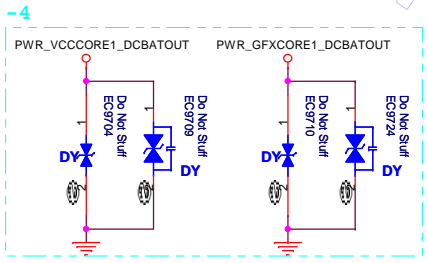 -4
PWR_VCCCORE1_DCBATOUT
PWR_GFXCORE1_DCBATOUT
1
2
DY
Do Not Stuff
EC9704
1
2
DY
Do Not Stuff
EC9709
1
2
DY
Do Not Stuff
EC9710
1
2
DY
Do Not Stuff
EC9724